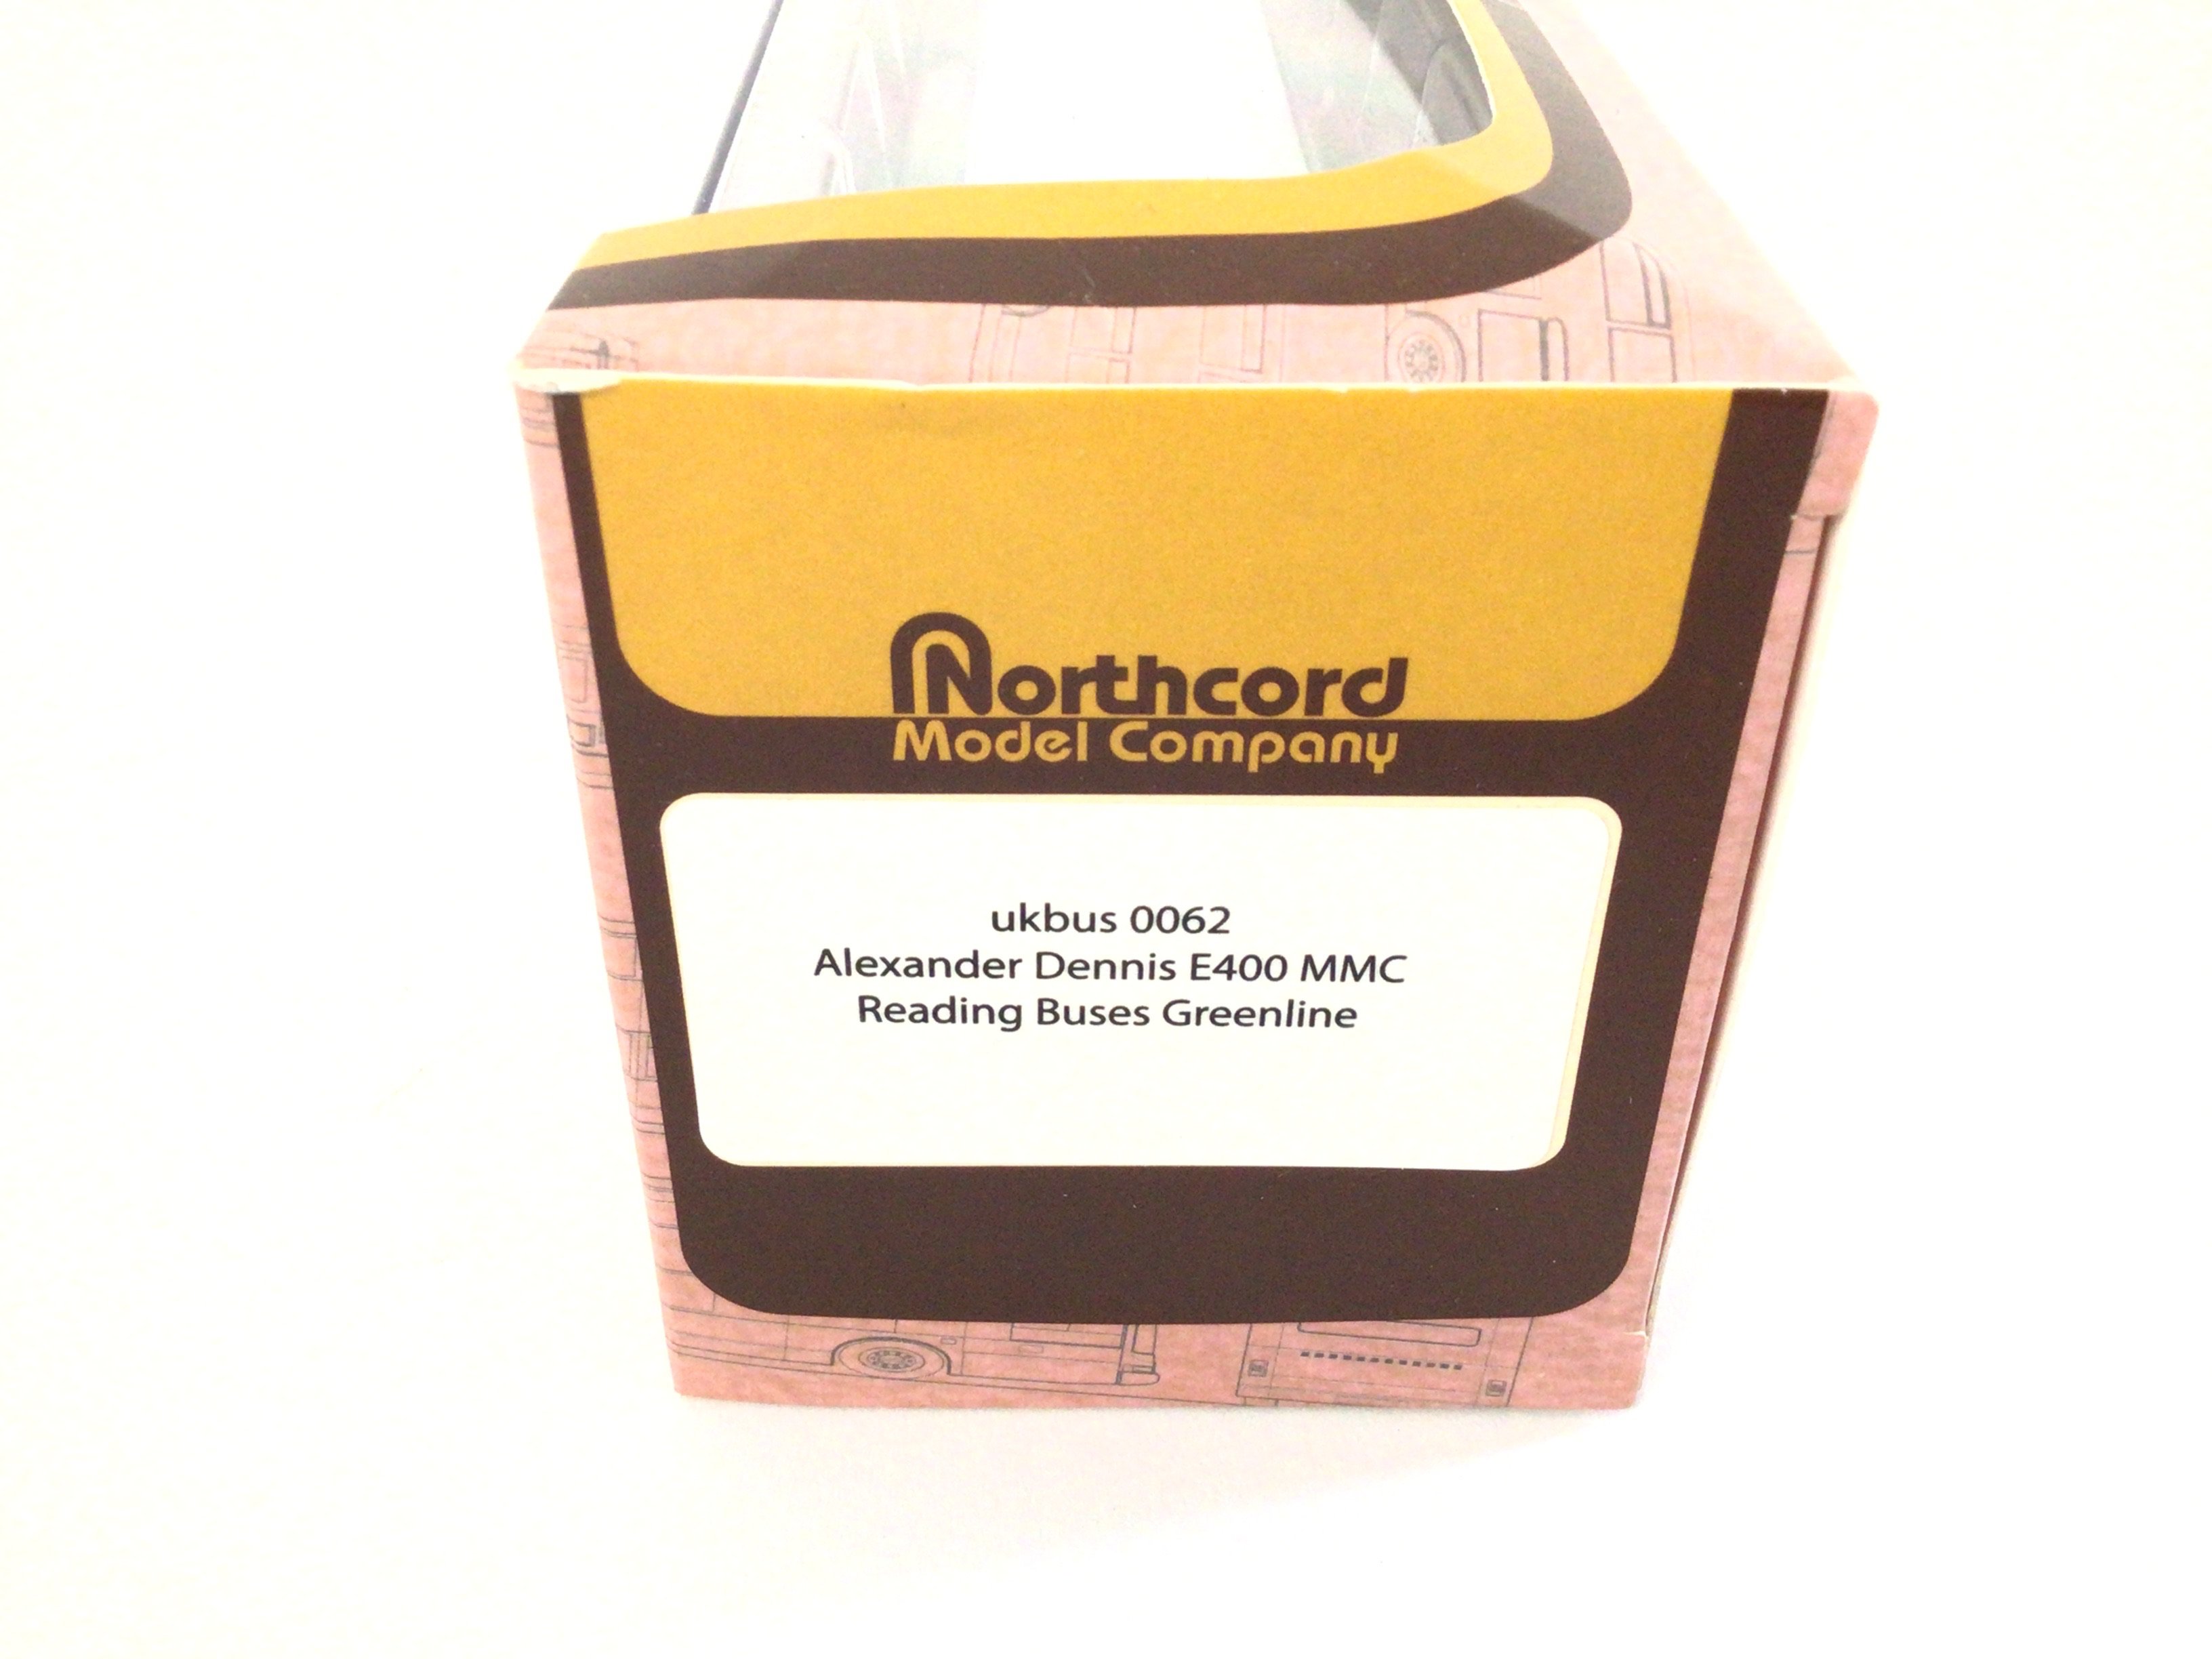 Northcord
Model Company
ukbus 0062
Alexander Dennis E400 MMC
Reading Buses Greenline